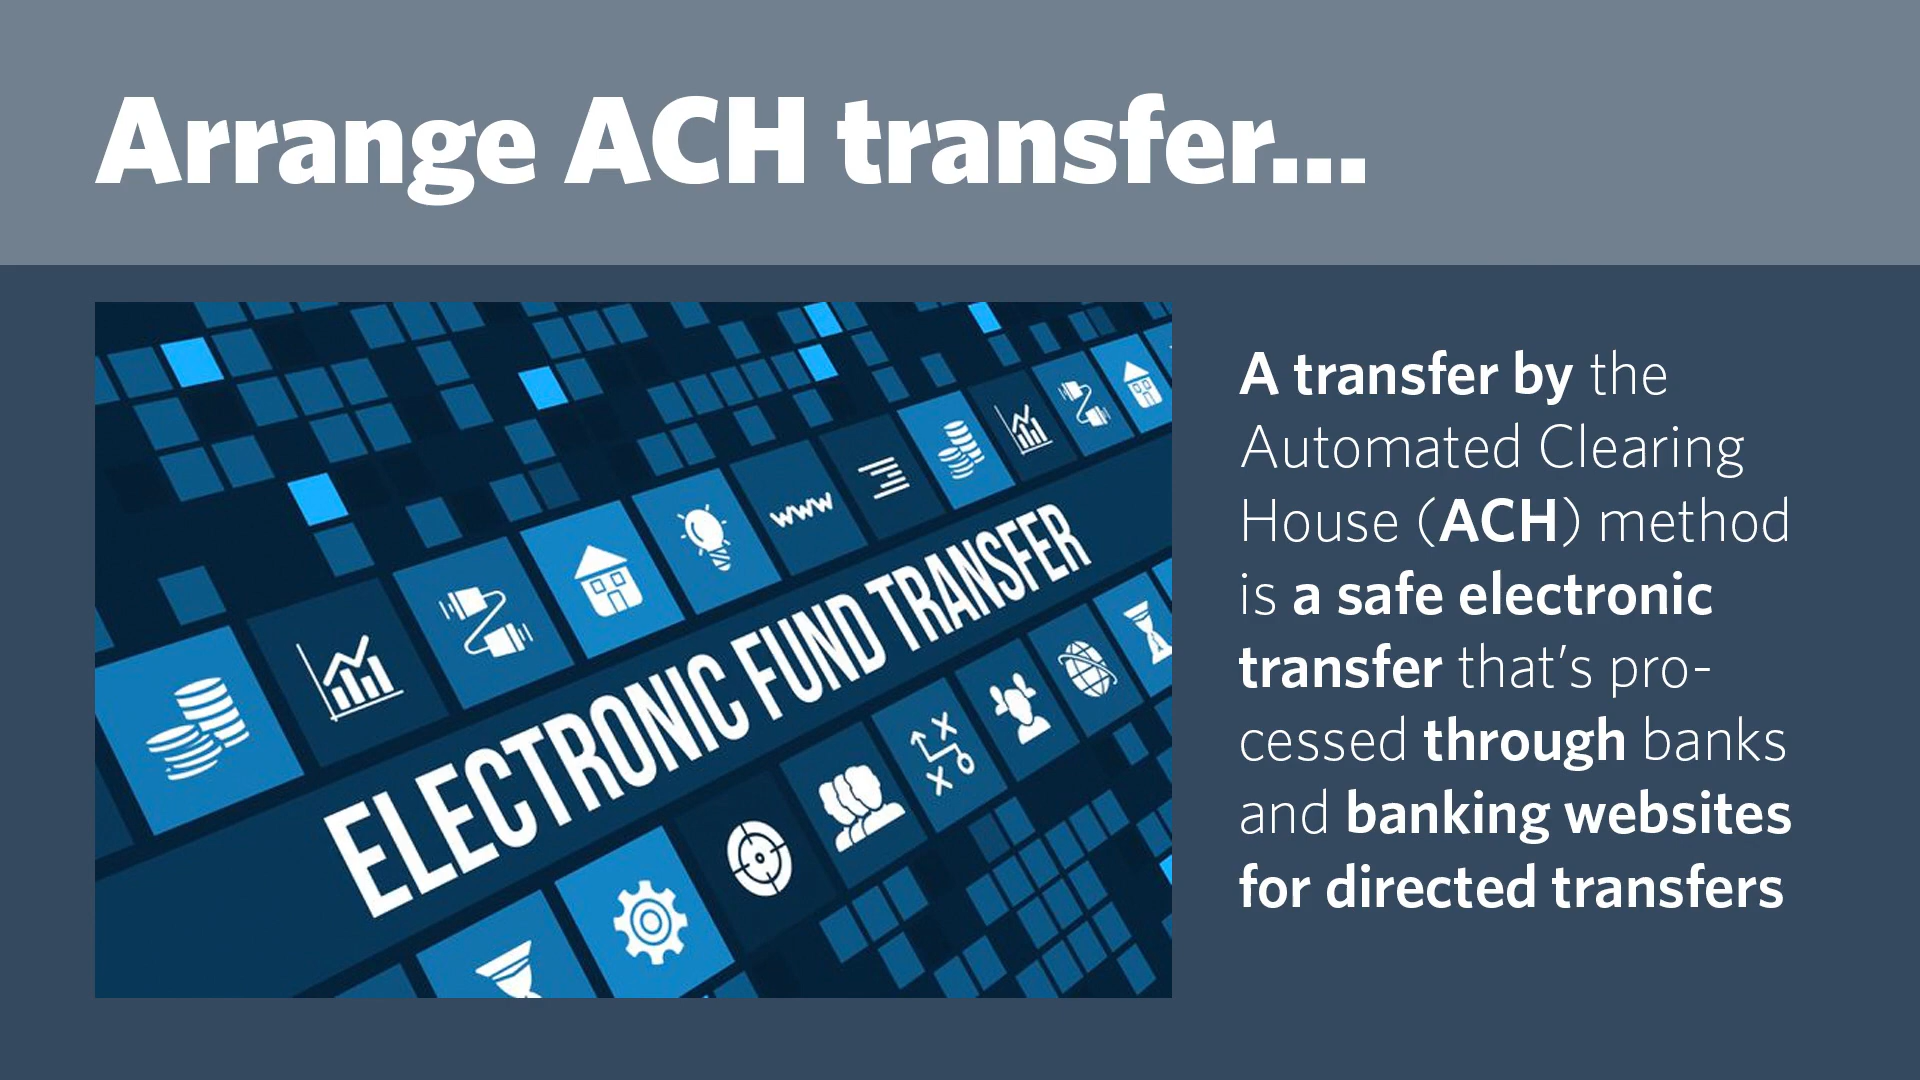 Arrange ACH transfer...
www
ELECTRONIC FUND TRANSFER
A transfer by the
Automated Clearing
House (ACH) method
is a safe electronic
transfer that’s pro-
cessed through banks
and banking websites
for directed transfers